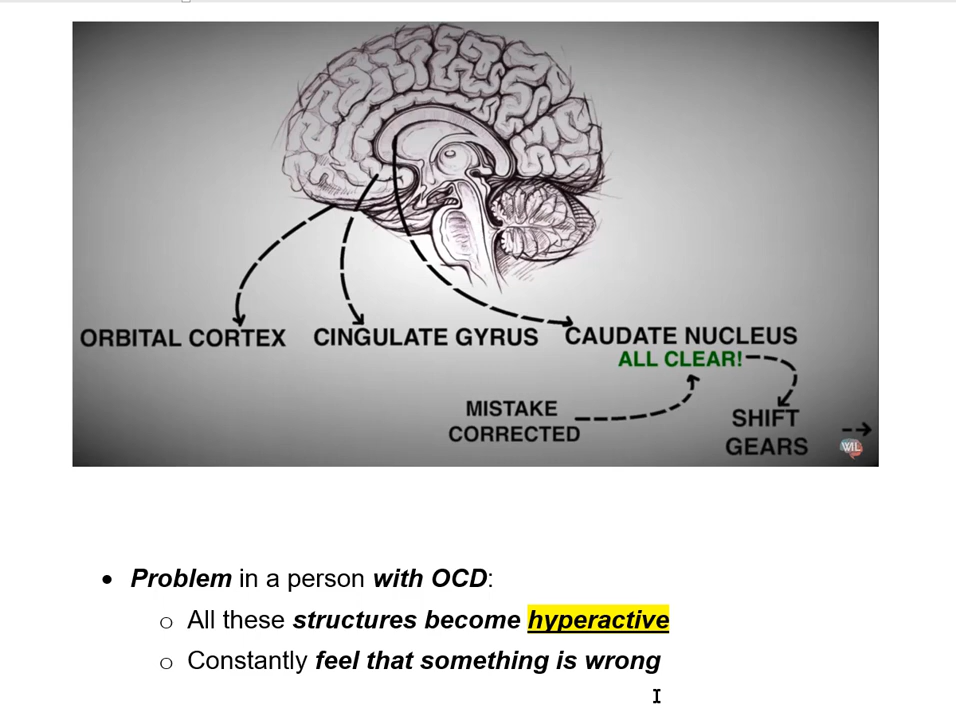 ORBITAL CORTEX CINGULATE GYRUS CAUDATE NUCLEUS
ALL CLEAR!
MISTAKE
CORRECTED
SHIFT
GEARS
WIL
• Problem in a person with OCD:
o All these structures become hyperactive
o Constantly feel that something is wrong